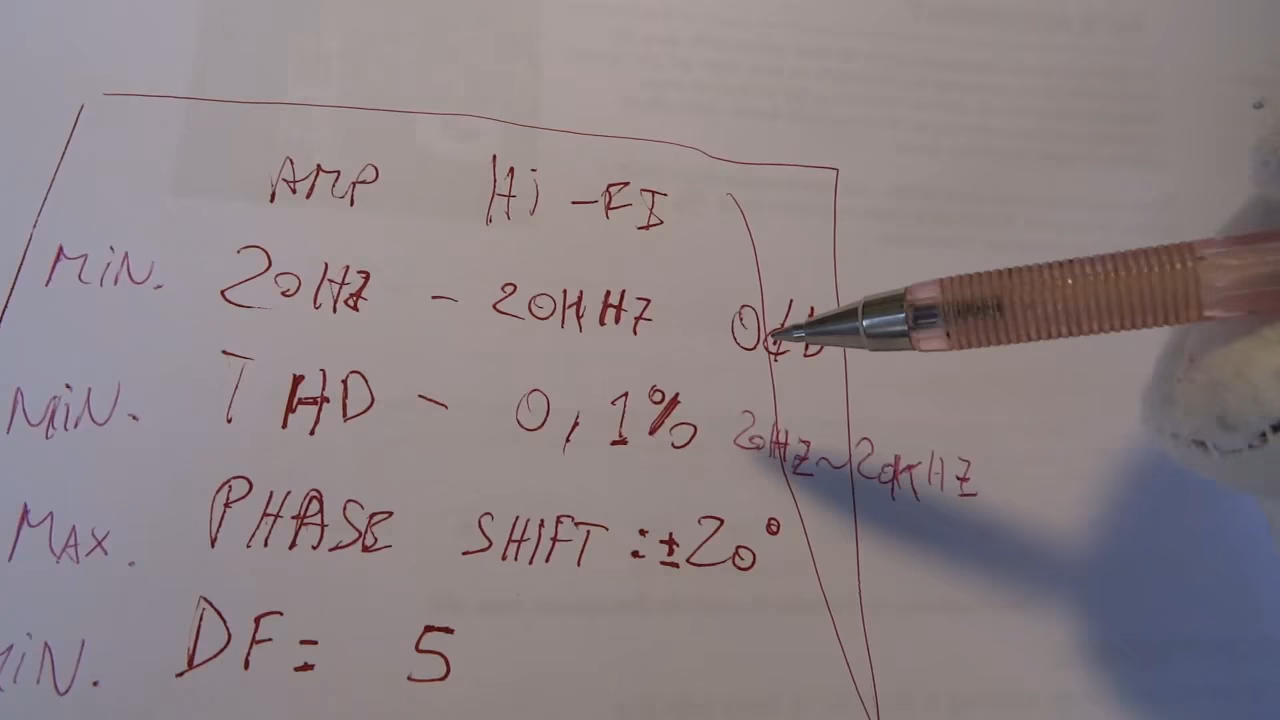 AMP Hi-FI
MiN. 20HZ - 20KHZ 0dB
MiN. THD - 0,1% 20HZ~20KHZ
MAX. PHASE SHIFT :±20°
MiN. DF= 5